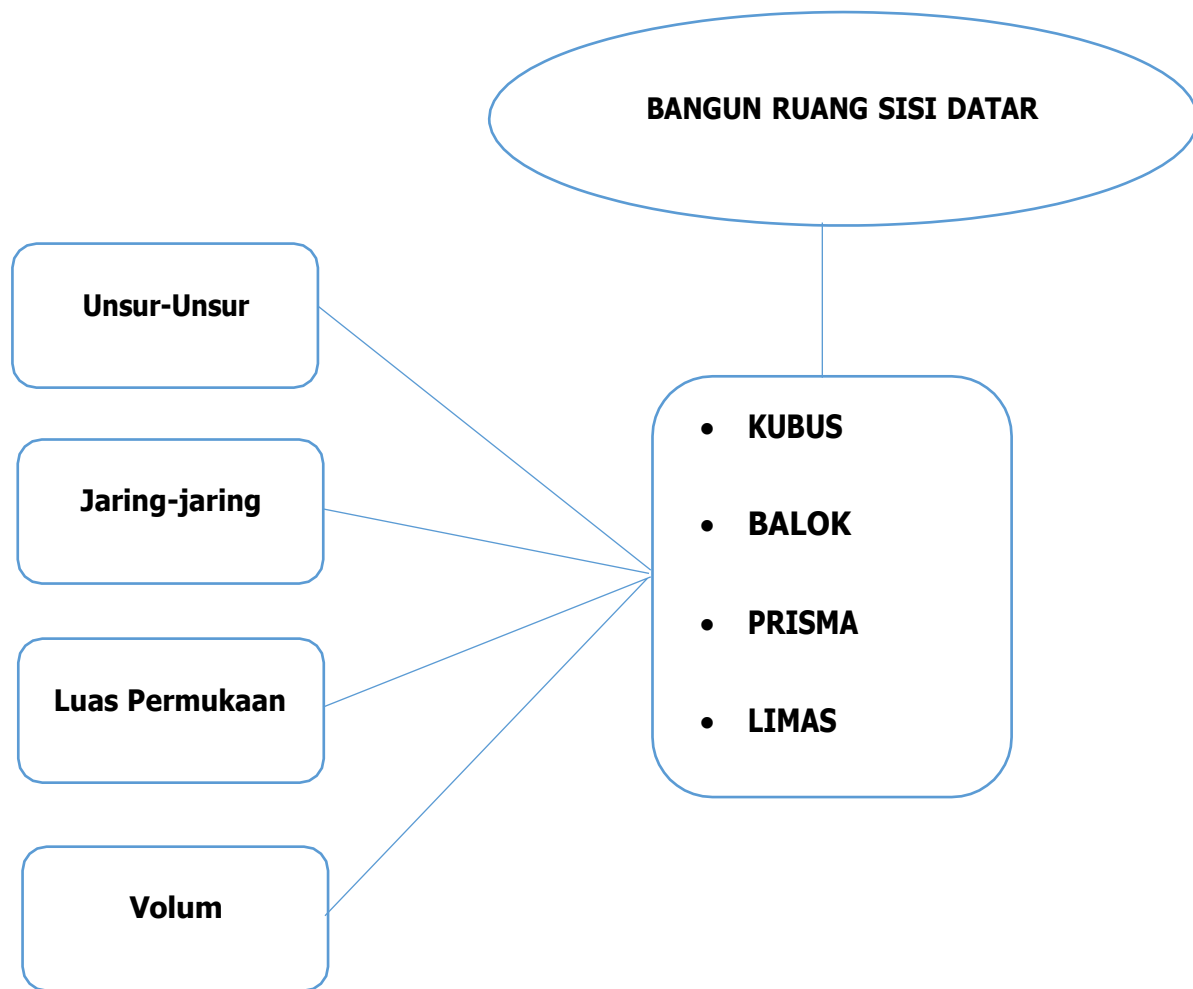 BANGUN RUANG SISI DATAR
Unsur-Unsur
Jaring-jaring
Luas Permukaan
Volum
• KUBUS
• BALOK
• PRISMA
• LIMAS